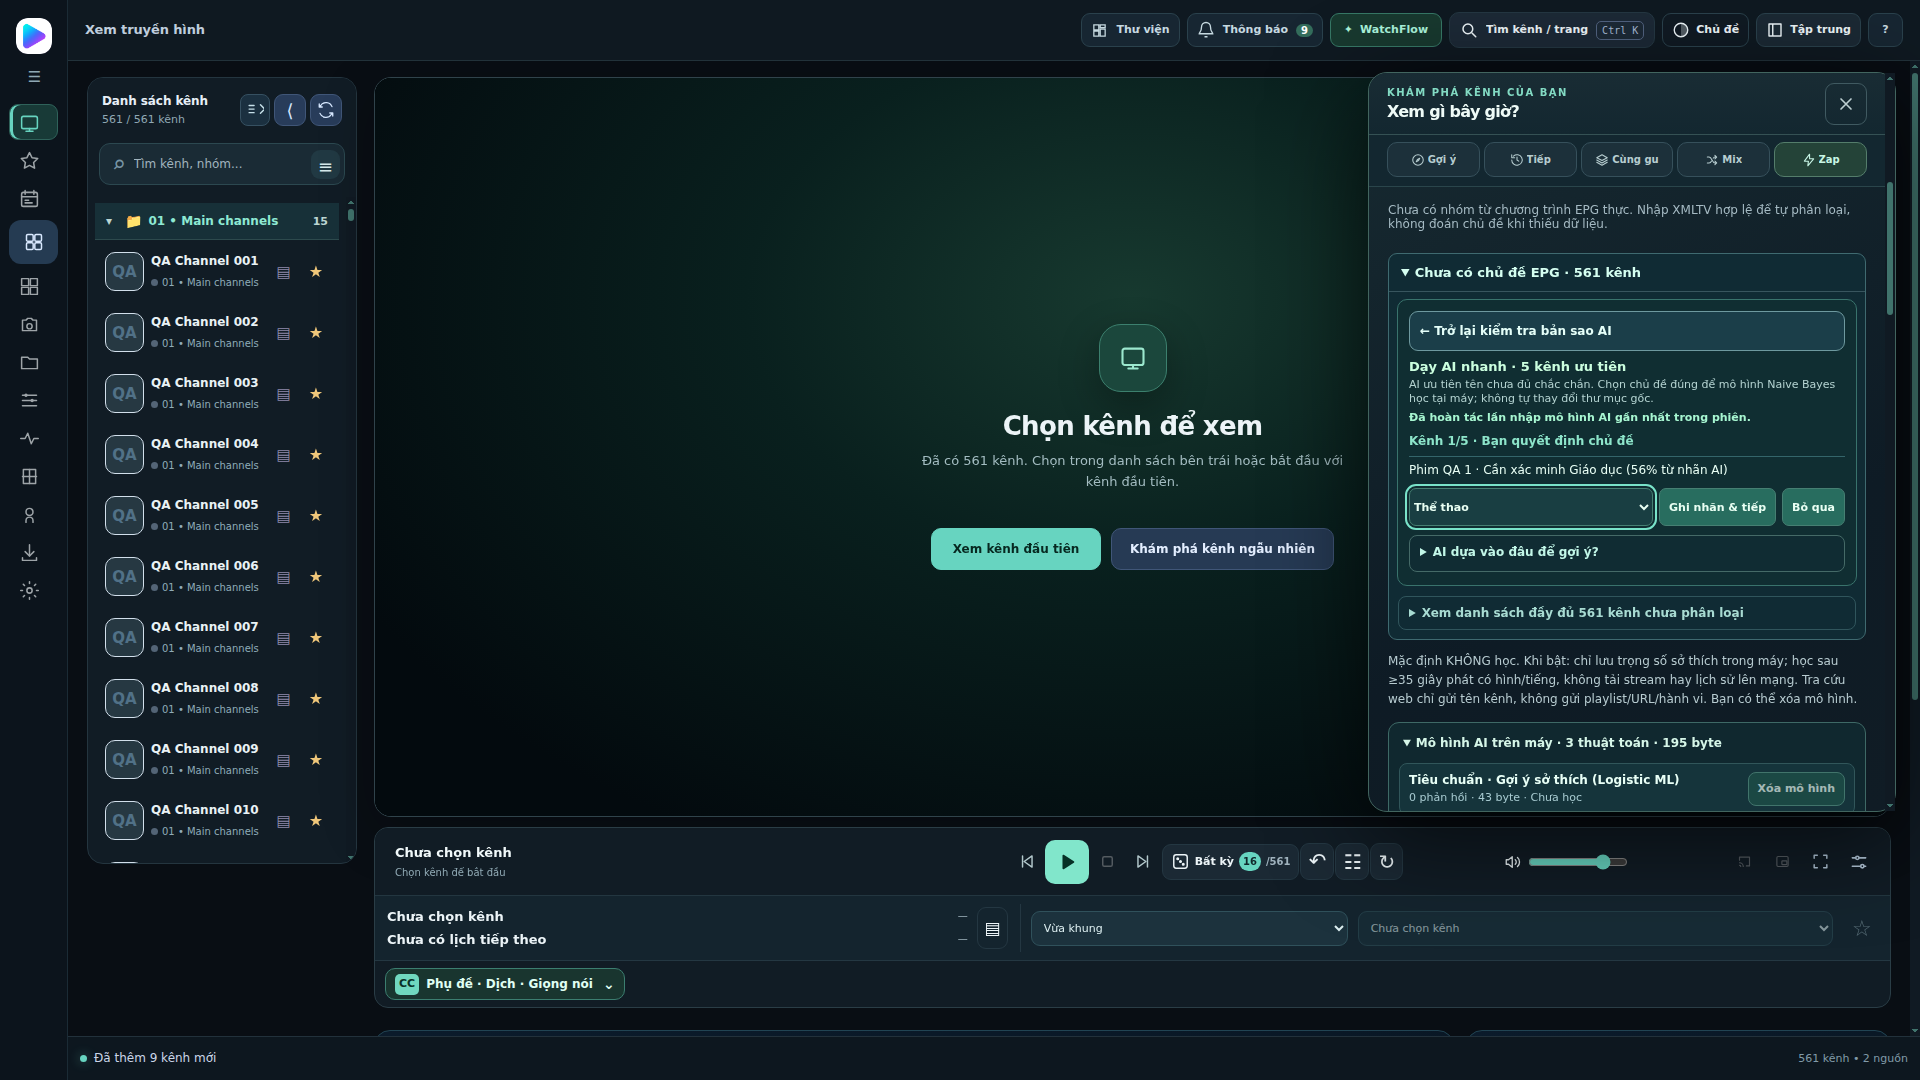 Xem truyền hình
Thư viện
Thông báo 9
WatchFlow
Tìm kênh / trang Ctrl K
Chủ đề
Tập trung
?
Danh sách kênh
561 / 561 kênh
Tìm kênh, nhóm...
01 • Main channels 15
QA QA Channel 001
01 • Main channels
QA QA Channel 002
01 • Main channels
QA QA Channel 003
01 • Main channels
QA QA Channel 004
01 • Main channels
QA QA Channel 005
01 • Main channels
QA QA Channel 006
01 • Main channels
QA QA Channel 007
01 • Main channels
QA QA Channel 008
01 • Main channels
QA QA Channel 009
01 • Main channels
QA QA Channel 010
01 • Main channels
Chọn kênh để xem
Đã có 561 kênh. Chọn trong danh sách bên trái hoặc bắt đầu với
kênh đầu tiên.
Xem kênh đầu tiên
Khám phá kênh ngẫu nhiên
KHÁM PHÁ KÊNH CỦA BẠN
Xem gì bây giờ?
Gợi ý
Tiếp
Cùng gu
Mix
Zap
Chưa có nhóm từ chương trình EPG thực. Nhập XMLTV hợp lệ để tự phân loại,
không đoán chủ đề khi thiếu dữ liệu.
Chưa có chủ đề EPG · 561 kênh
← Trở lại kiểm tra bản sao AI
Dạy AI nhanh · 5 kênh ưu tiên
AI ưu tiên tên chưa đủ chắc chắn. Chọn chủ đề đúng để mô hình Naive Bayes
học tại máy; không tự thay đổi thư mục gốc.
Đã hoàn tác lần nhập mô hình AI gần nhất trong phiên.
Kênh 1/5 · Bạn quyết định chủ đề
Phim QA 1 · Cần xác minh Giáo dục (56% từ nhãn AI)
Thể thao
Ghi nhãn & tiếp
Bỏ qua
AI dựa vào đâu để gợi ý?
Xem danh sách đầy đủ 561 kênh chưa phân loại
Mặc định KHÔNG học. Khi bật: chỉ lưu trọng số sở thích trong máy; học sau
≥35 giây phát có hình/tiếng, không tải stream hay lịch sử lên mạng. Tra cứu
web chỉ gửi tên kênh, không gửi playlist/URL/hành vi. Bạn có thể xóa mô hình.
Mô hình AI trên máy · 3 thuật toán · 195 byte
Tiêu chuẩn · Gợi ý sở thích (Logistic ML)
0 phản hồi · 43 byte · Chưa học
Xóa mô hình
Chưa chọn kênh
Chọn kênh để bắt đầu
Bất kỳ 16 /561
Chưa chọn kênh —
Chưa có lịch tiếp theo —
Vừa khung
Chưa chọn kênh
CC Phụ đề · Dịch · Giọng nói
Đã thêm 9 kênh mới
561 kênh • 2 nguồn